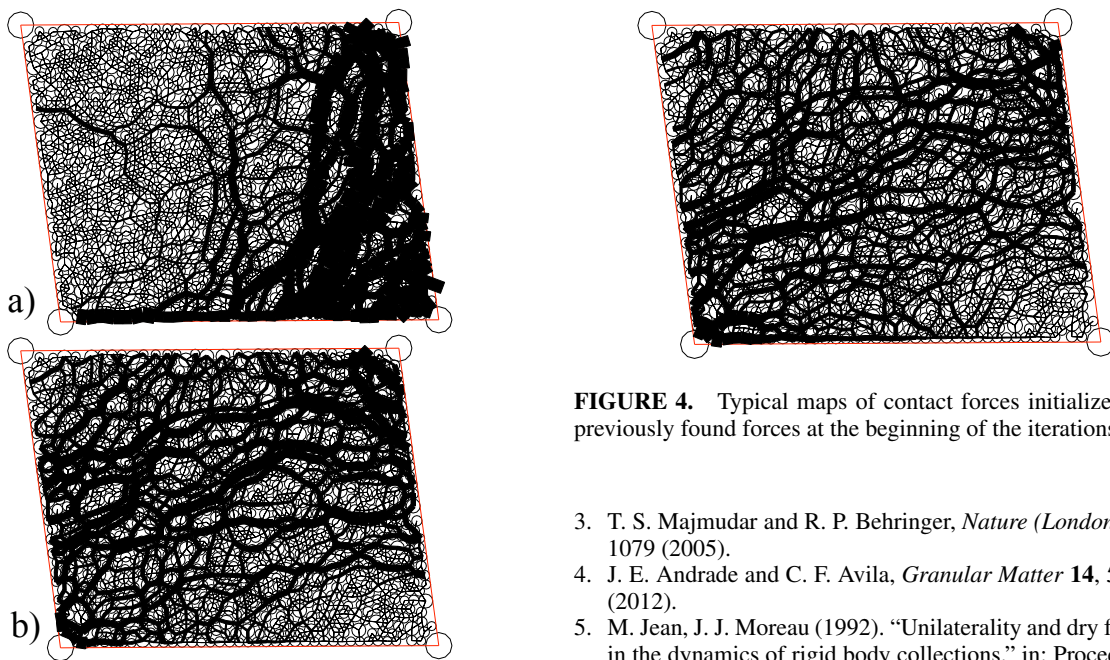 a)
b)
FIGURE 4. Typical maps of contact forces initialize
previously found forces at the beginning of the iterations
3. T. S. Majmudar and R. P. Behringer, Nature (London
1079 (2005).
4. J. E. Andrade and C. F. Avila, Granular Matter 14,
(2012).
5. M. Jean, J. J. Moreau (1992). “Unilaterality and dry f
in the dynamics of rigid body collections,” in: Proce